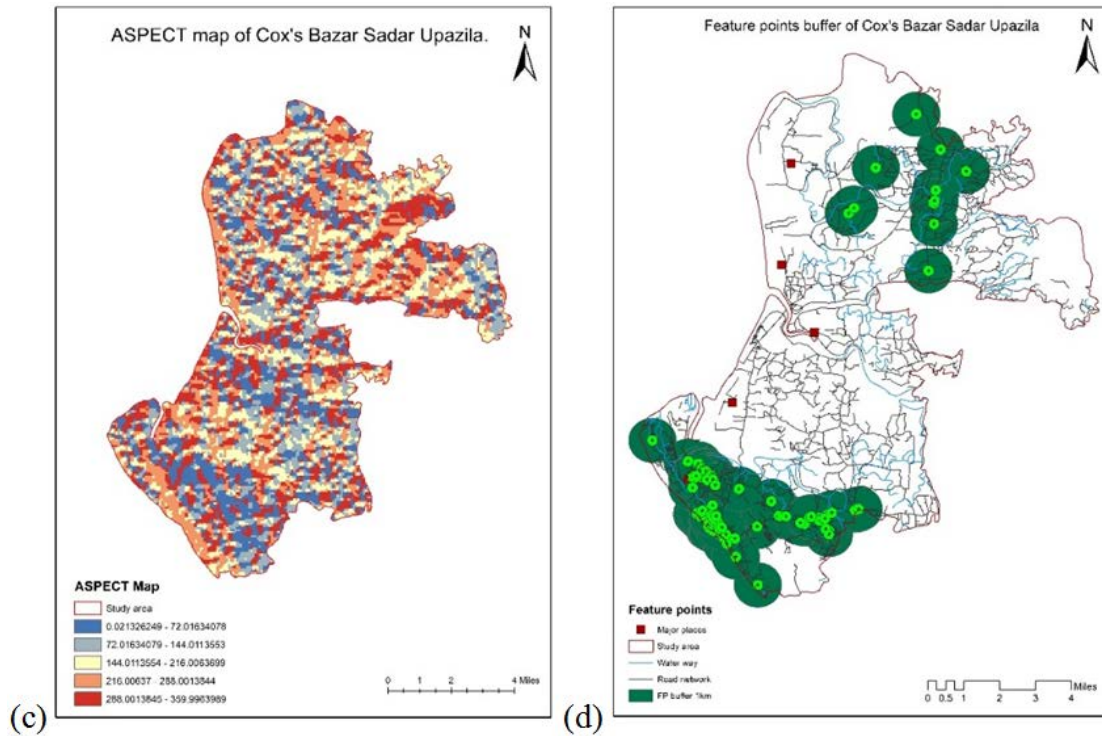 ASPECT map of Cox's Bazar Sadar Upazila.
N
ASPECT Map
Study area
0.021326249 - 72.01634078
72.01634079 - 144.0113553
144.0113554 - 216.0063699
216.00637 - 288.0013844
288.0013845 - 359.9963989
0 1 2 4 Miles
(c)
Feature points buffer of Cox's Bazar Sadar Upazila
N
Feature points
Major places
Study area
Water way
Road network
FP buffer 1km
Miles
0 0.5 1 2 3 4
(d)